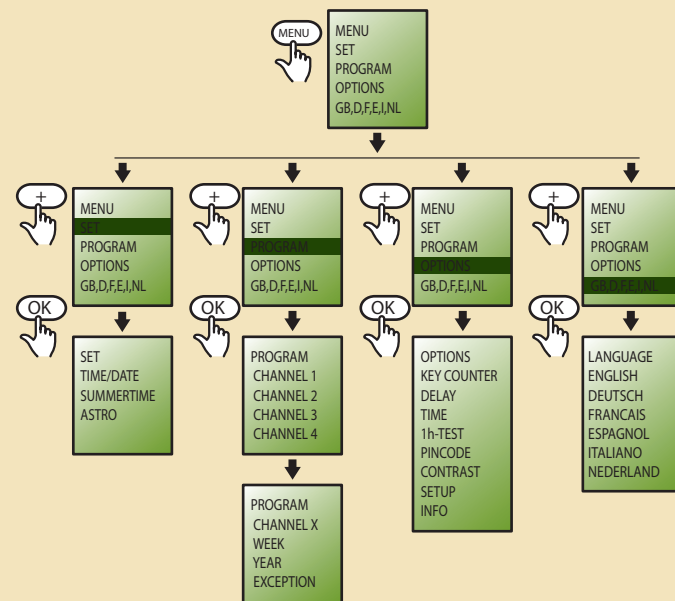 MENU
MENU
SET
PROGRAM
OPTIONS
GB,D,F,E,I,NL
+
MENU
SET
PROGRAM
OPTIONS
GB,D,F,E,I,NL
+
MENU
SET
PROGRAM
OPTIONS
GB,D,F,E,I,NL
+
MENU
SET
PROGRAM
OPTIONS
GB,D,F,E,I,NL
+
MENU
SET
PROGRAM
OPTIONS
GB,D,F,E,I,NL
OK
SET
TIME/DATE
SUMMERTIME
ASTRO
OK
PROGRAM
CHANNEL 1
CHANNEL 2
CHANNEL 3
CHANNEL 4
OK
OPTIONS
KEY COUNTER
DELAY
TIME
1h-TEST
PINCODE
CONTRAST
SETUP
INFO
OK
LANGUAGE
ENGLISH
DEUTSCH
FRANCAIS
ESPAGNOL
ITALIANO
NEDERLAND
PROGRAM
CHANNEL X
WEEK
YEAR
EXCEPTION